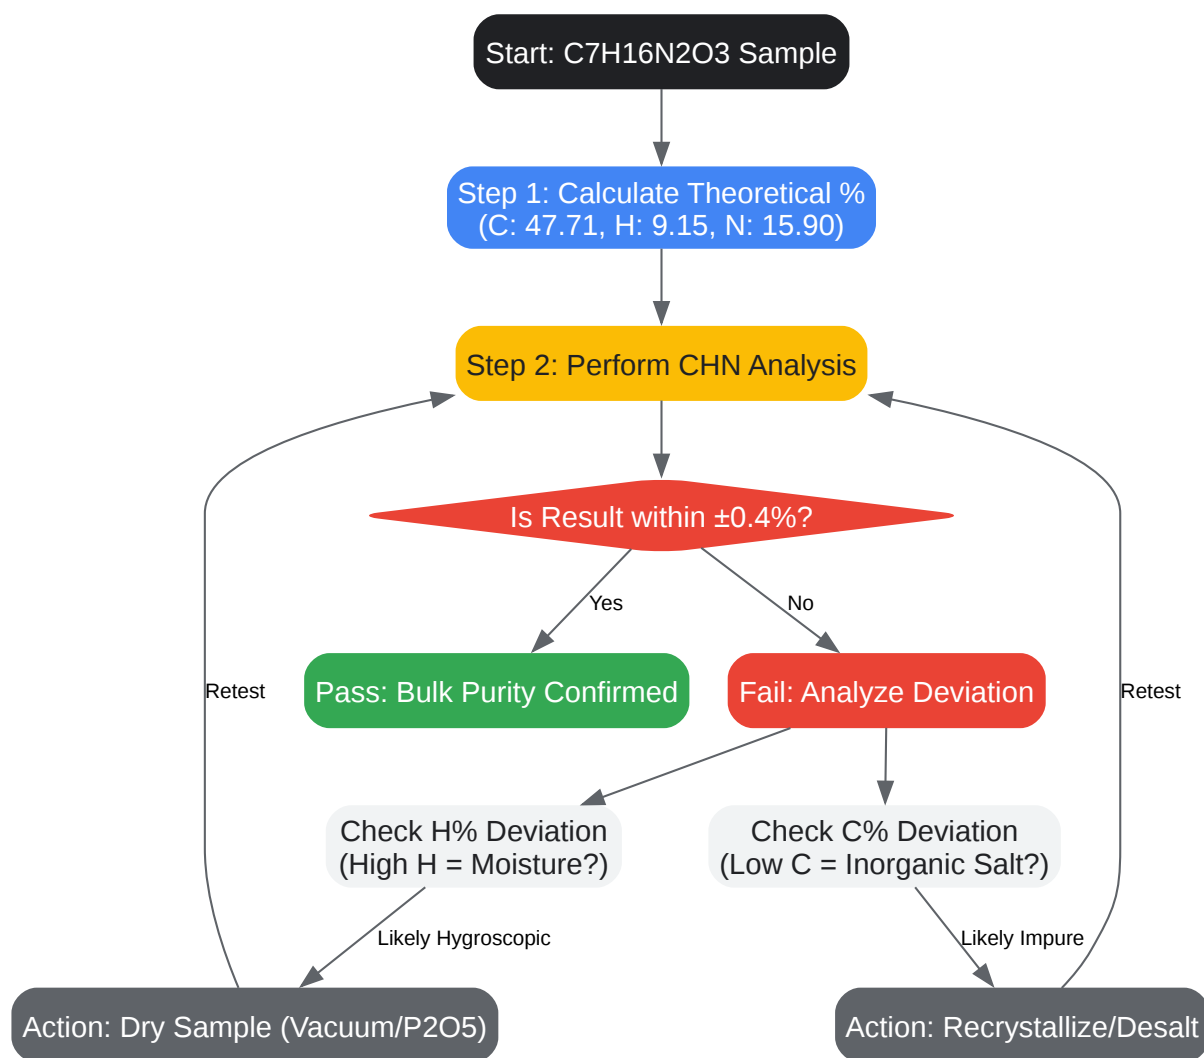 Start: C7H16N2O3 Sample
Step 1: Calculate Theoretical %
(C: 47.71, H: 9.15, N: 15.90)
Step 2: Perform CHN Analysis
Is Result within ±0.4%?
Yes
No
Pass: Bulk Purity Confirmed
Fail: Analyze Deviation
Retest
Retest
Check H% Deviation
(High H = Moisture?)
Check C% Deviation
(Low C = Inorganic Salt?)
Likely Hygroscopic
Likely Impure
Action: Dry Sample (Vacuum/P2O5)
Action: Recrystallize/Desalt